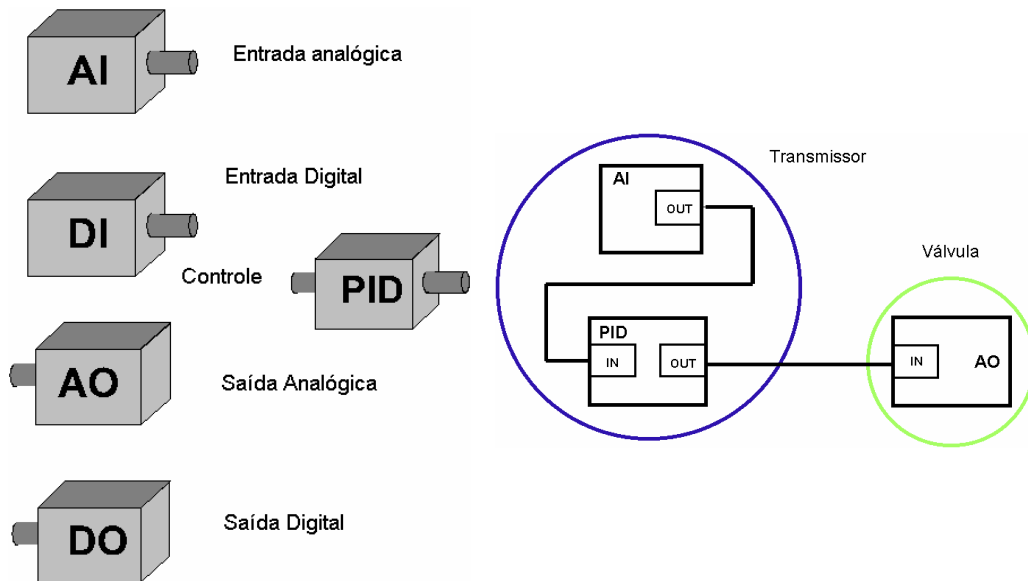 AI
Entrada analógica
DI
Entrada Digital
Controle
PID
AO
Saída Analógica
DO
Saída Digital
Transmissor
AI
OUT
PID
IN
OUT
Válvula
IN
AO